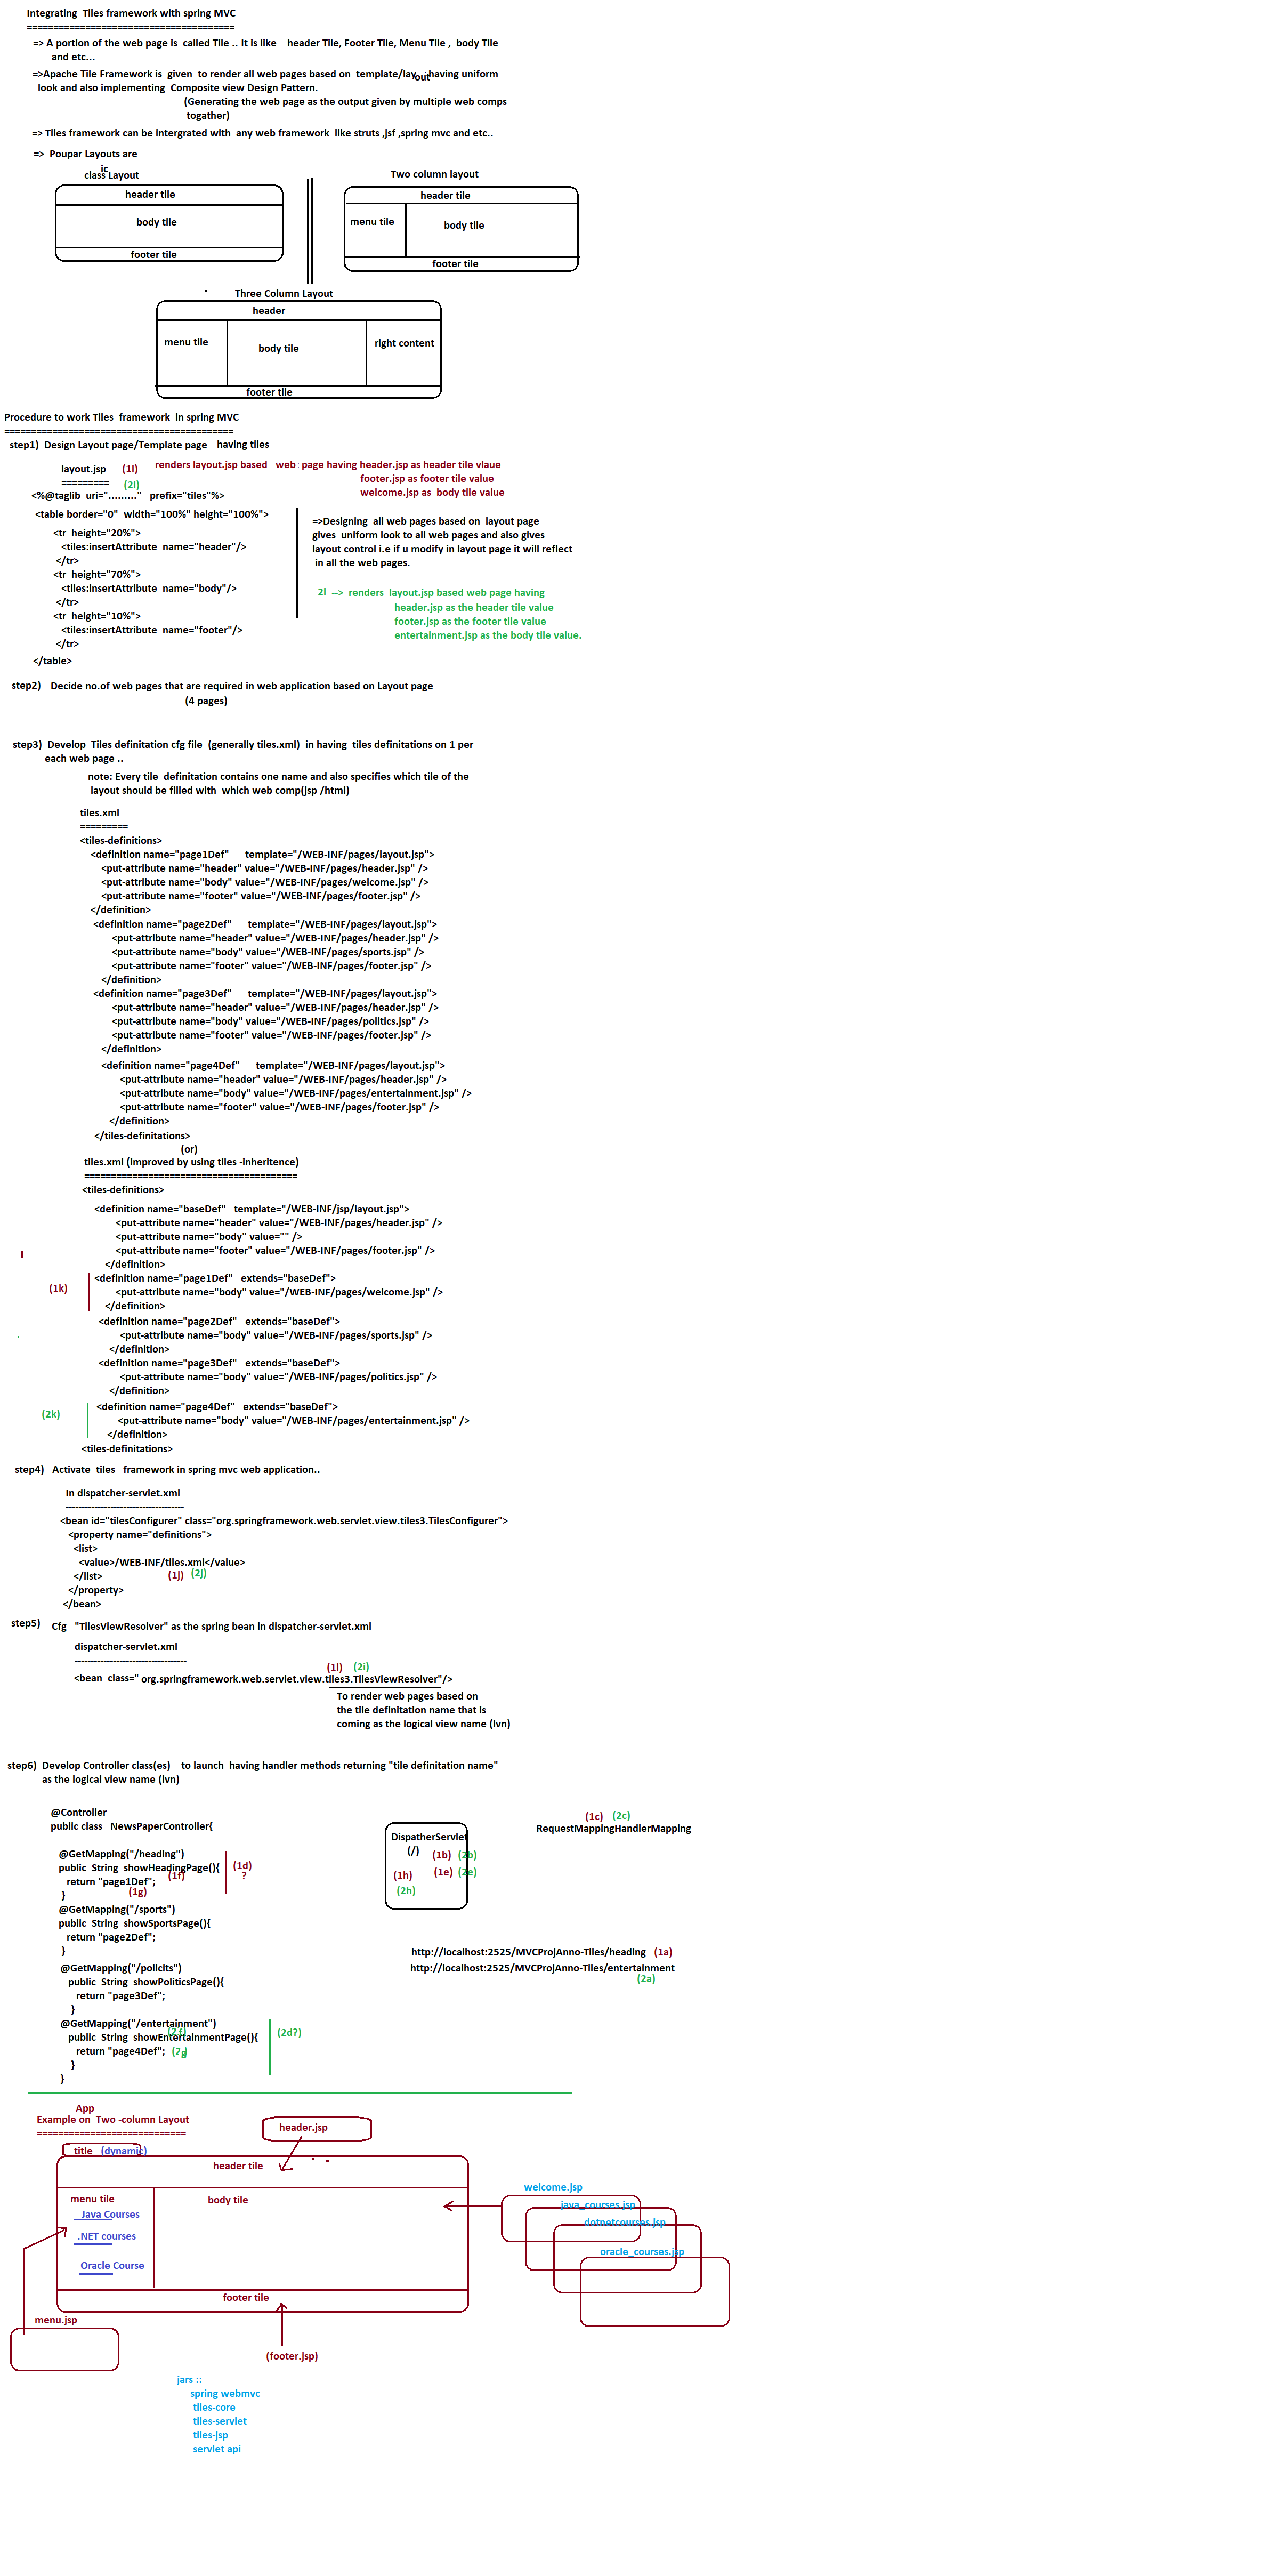 Integrating  Tiles framework with spring MVC
=======================================
=> A portion of the web page is  called Tile .. It is like    header Tile, Footer Tile, Menu Tile ,  body Tile
and etc...
=>Apache Tile Framework is  given  to render all web pages based on  template/layout having uniform
look and also implementing  Composite view Design Pattern.
(Generating the web page as the output given by multiple web comps
togather)
=> Tiles framework can be intergrated with  any web framework  like struts ,jsf ,spring mvc and etc..
=>  Poupar Layouts are
classic Layout
Two column layout
header tile
body tile
footer tile
header tile
menu tile
body tile
footer tile
Three Column Layout
header
menu tile
body tile
right content
footer tile
Procedure to work Tiles  framework  in spring MVC
===========================================
step1)  Design Layout page/Template page   having tiles
layout.jsp   (1l)   renders layout.jsp based   web  page having header.jsp as header tile vlaue
=========   (2l)   footer.jsp as footer tile value
welcome.jsp as  body tile value
<%@taglib  uri="........."   prefix="tiles"%>
<table border="0"  width="100%" height="100%">
<tr  height="20%">
<tiles:insertAttribute  name="header"/>
</tr>
<tr  height="70%">
<tiles:insertAttribute  name="body"/>
</tr>
<tr  height="10%">
<tiles:insertAttribute  name="footer"/>
</tr>
</table>
=>Designing  all web pages based on  layout page
gives  uniform look to all web pages and also gives
layout control i.e if u modify in layout page it will reflect
in all the web pages.
2l  -->  renders  layout.jsp based web page having
header.jsp as the header tile value
footer.jsp as the footer tile value
entertainment.jsp as the body tile value.
step2)   Decide no.of web pages that are required in web application based on Layout page
(4 pages)
step3)  Develop  Tiles definitation cfg file  (generally tiles.xml)  in having  tiles definitions on 1 per
each web page ..
note: Every tile  definition contains one name and also specifies which tile of the
layout should be filled with  which web comp(jsp /html)
tiles.xml
=========
<tiles-definitions>
<definition name="page1Def"      template="/WEB-INF/pages/layout.jsp">
<put-attribute name="header" value="/WEB-INF/pages/header.jsp" />
<put-attribute name="body" value="/WEB-INF/pages/welcome.jsp" />
<put-attribute name="footer" value="/WEB-INF/pages/footer.jsp" />
</definition>
<definition name="page2Def"      template="/WEB-INF/pages/layout.jsp">
<put-attribute name="header" value="/WEB-INF/pages/header.jsp" />
<put-attribute name="body" value="/WEB-INF/pages/sports.jsp" />
<put-attribute name="footer" value="/WEB-INF/pages/footer.jsp" />
</definition>
<definition name="page3Def"      template="/WEB-INF/pages/layout.jsp">
<put-attribute name="header" value="/WEB-INF/pages/header.jsp" />
<put-attribute name="body" value="/WEB-INF/pages/politics.jsp" />
<put-attribute name="footer" value="/WEB-INF/pages/footer.jsp" />
</definition>
<definition name="page4Def"      template="/WEB-INF/pages/layout.jsp">
<put-attribute name="header" value="/WEB-INF/pages/header.jsp" />
<put-attribute name="body" value="/WEB-INF/pages/entertainment.jsp" />
<put-attribute name="footer" value="/WEB-INF/pages/footer.jsp" />
</definition>
</tiles-definitations>
(or)
tiles.xml (improved by using tiles -inheritence)
========================================
<tiles-definitions>
<definition name="baseDef"   template="/WEB-INF/jsp/layout.jsp">
<put-attribute name="header" value="/WEB-INF/pages/header.jsp" />
<put-attribute name="body" value="" />
<put-attribute name="footer" value="/WEB-INF/pages/footer.jsp" />
</definition>
(1k)   <definition name="page1Def"   extends="baseDef">
<put-attribute name="body" value="/WEB-INF/pages/welcome.jsp" />
</definition>
<definition name="page2Def"   extends="baseDef">
<put-attribute name="body" value="/WEB-INF/pages/sports.jsp" />
</definition>
<definition name="page3Def"   extends="baseDef">
<put-attribute name="body" value="/WEB-INF/pages/politics.jsp" />
</definition>
(2k)   <definition name="page4Def"   extends="baseDef">
<put-attribute name="body" value="/WEB-INF/pages/entertainment.jsp" />
</definition>
<tiles-definitations>
step4)   Activate  tiles   framework in spring mvc web application..
In dispatcher-servlet.xml
-------------------------------------
<bean id="tilesConfigurer" class="org.springframework.web.servlet.view.tiles3.TilesConfigurer">
<property name="definitions">
<list>
<value>/WEB-INF/tiles.xml</value>
</list>   (1j)   (2j)
</property>
</bean>
step5)   Cfg   "TilesViewResolver" as the spring bean in dispatcher-servlet.xml
dispatcher-servlet.xml
-----------------------------------
(1i)   (2i)
<bean  class=" org.springframework.web.servlet.view.tiles3.TilesViewResolver"/>
To render web pages based on
the tile definitation name that is
coming as the logical view name (lvn)
step6)  Develop Controller class(es)    to launch  having handler methods returning "tile definitation name"
as the logical view name (lvn)
@Controller
public class   NewsPaperController{
@GetMapping("/heading")
public  String  showHeadingPage(){   (1d)
(1f)   ?
return "page1Def";
(1g)
}
@GetMapping("/sports")
public  String  showSportsPage(){
return "page2Def";
}
@GetMapping("/policits")
public  String  showPoliticsPage(){
return "page3Def";
}
@GetMapping("/entertainment")
(2f)
public  String  showEntertainmentPage(){   (2d?)
return "page4Def";   (2g)
}
}
DispatherServlet
(/)   (1b)   (2b)
(1h)   (1e)   (2e)
(2h)
(1c)   (2c)
RequestMappingHandlerMapping
http://localhost:2525/MVCProjAnno-Tiles/heading   (1a)
http://localhost:2525/MVCProjAnno-Tiles/entertainment
(2a)
App
Example on  Two -column Layout
============================
header.jsp
title   (dynamic)
header tile
menu tile
body tile
Java Courses
.NET courses
Oracle Course
footer tile
welcome.jsp
java_courses.jsp
dotnetcourses.jsp
oracle_courses.jsp
menu.jsp
(footer.jsp)
jars ::
spring webmvc
tiles-core
tiles-servlet
tiles-jsp
servlet api